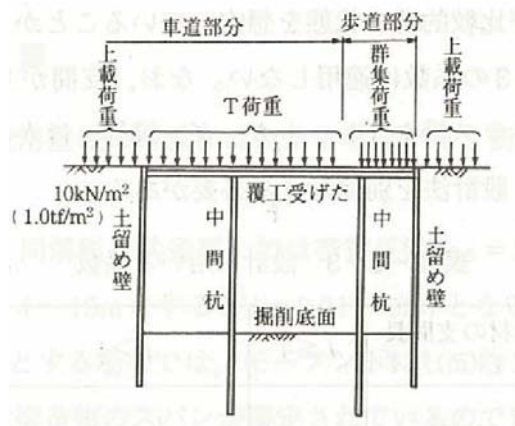 車道部分
歩道部分
上載荷重
T荷重
群集荷重
上載荷重
10kN/m²
(1.0tf/m²)
土留め壁
中間杭
覆工受げた
中間杭
土留め壁
掘削底面